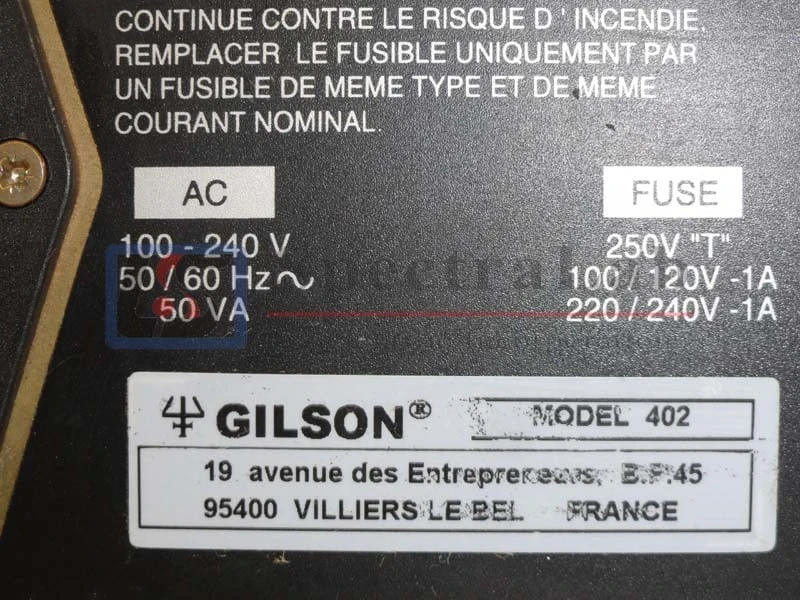 CONTINUE CONTRE LE RISQUE D ' INCENDIE.
REMPLACER LE FUSIBLE UNIQUEMENT PAR
UN FUSIBLE DE MEME TYPE ET DE MEME
COURANT NOMINAL.
AC
100 - 240 V
50 / 60 Hz ~
50 VA
FUSE
250V "T"
100 / 120V -1A
220 / 240V -1A
GILSON®
MODEL 402
19 avenue des Entrepreneurs, B.P.45
95400 VILLIERS LE BEL FRANCE